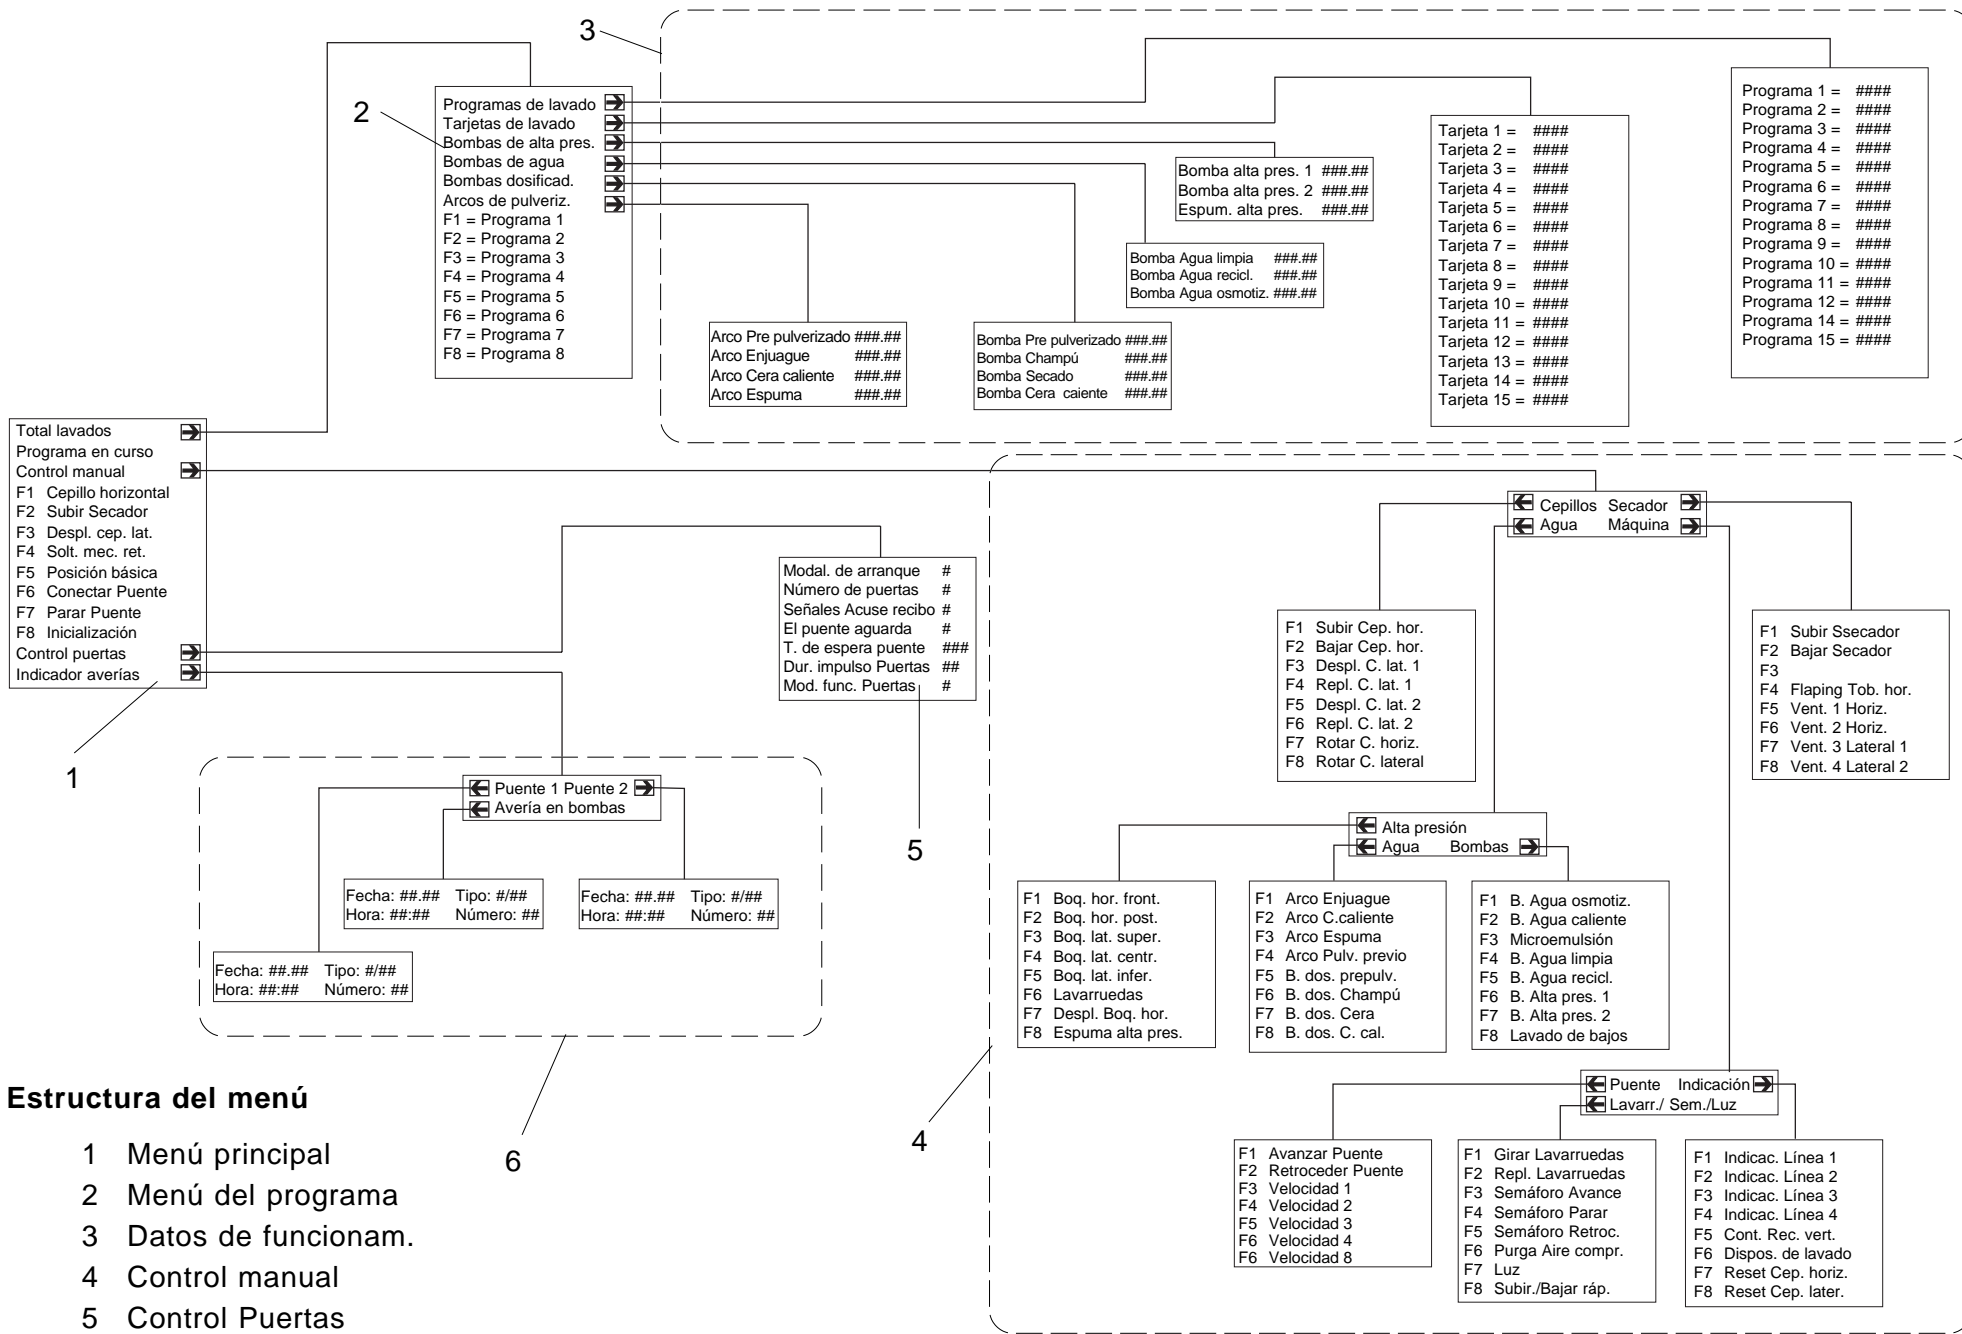 3
2
Programas de lavado
Tarjetas de lavado
Bombas de alta pres.
Bombas de agua
Bombas dosificad.
Arcos de pulveriz.
F1 = Programa 1
F2 = Programa 2
F3 = Programa 3
F4 = Programa 4
F5 = Programa 5
F6 = Programa 6
F7 = Programa 7
F8 = Programa 8
Programa 1 = ####
Programa 2 = ####
Programa 3 = ####
Programa 4 = ####
Programa 5 = ####
Programa 6 = ####
Programa 7 = ####
Programa 8 = ####
Programa 9 = ####
Programa 10 = ####
Programa 11 = ####
Programa 12 = ####
Programa 14 = ####
Programa 15 = ####
Tarjeta 1 = ####
Tarjeta 2 = ####
Tarjeta 3 = ####
Tarjeta 4 = ####
Tarjeta 5 = ####
Tarjeta 6 = ####
Tarjeta 7 = ####
Tarjeta 8 = ####
Tarjeta 9 = ####
Tarjeta 10 = ####
Tarjeta 11 = ####
Tarjeta 12 = ####
Tarjeta 13 = ####
Tarjeta 14 = ####
Tarjeta 15 = ####
Bomba alta pres. 1 ###.##
Bomba alta pres. 2 ###.##
Espum. alta pres. ###.##
Bomba Agua limpia ###.##
Bomba Agua recicl. ###.##
Bomba Agua osmotiz. ###.##
Arco Pre pulverizado ###.##
Arco Enjuague ###.##
Arco Cera caliente ###.##
Arco Espuma ###.##
Bomba Pre pulverizado ###.##
Bomba Champú ###.##
Bomba Secado ###.##
Bomba Cera caiente ###.##
Total lavados
Programa en curso
Control manual
F1 Cepillo horizontal
F2 Subir Secador
F3 Despl. cep. lat.
F4 Solt. mec. ret.
F5 Posición básica
F6 Conectar Puente
F7 Parar Puente
F8 Inicialización
Control puertas
Indicador averías
1
Modal. de arranque #
Número de puertas #
Señales Acuse recibo #
El puente aguarda #
T. de espera puente ###
Dur. impulso Puertas ##
Mod. func. Puertas #
5
Cepillos Secador
Agua Máquina
F1 Subir Cep. hor.
F2 Bajar Cep. hor.
F3 Despl. C. lat. 1
F4 Repl. C. lat. 1
F5 Despl. C. lat. 2
F6 Repl. C. lat. 2
F7 Rotar C. horiz.
F8 Rotar C. lateral
F1 Subir Ssecador
F2 Bajar Secador
F3
F4 Flaping Tob. hor.
F5 Vent. 1 Horiz.
F6 Vent. 2 Horiz.
F7 Vent. 3 Lateral 1
F8 Vent. 4 Lateral 2
Puente 1 Puente 2
Avería en bombas
Fecha: ##.## Tipo: #/##
Hora: ##:## Número: ##
Fecha: ##.## Tipo: #/##
Hora: ##:## Número: ##
Fecha: ##.## Tipo: #/##
Hora: ##:## Número: ##
6
Alta presión
Agua Bombas
F1 Boq. hor. front.
F2 Boq. hor. post.
F3 Boq. lat. super.
F4 Boq. lat. centr.
F5 Boq. lat. infer.
F6 Lavarruedas
F7 Despl. Boq. hor.
F8 Espuma alta pres.
F1 Arco Enjuague
F2 Arco C.caliente
F3 Arco Espuma
F4 Arco Pulv. previo
F5 B. dos. prepulv.
F6 B. dos. Champú
F7 B. dos. Cera
F8 B. dos. C. cal.
F1 B. Agua osmotiz.
F2 B. Agua caliente
F3 Microemulsión
F4 B. Agua limpia
F5 B. Agua recicl.
F6 B. Alta pres. 1
F7 B. Alta pres. 2
F8 Lavado de bajos
4
Puente Indicación
Lavarr./ Sem./Luz
F1 Avanzar Puente
F2 Retroceder Puente
F3 Velocidad 1
F4 Velocidad 2
F5 Velocidad 3
F6 Velocidad 4
F6 Velocidad 8
F1 Girar Lavarruedas
F2 Repl. Lavarruedas
F3 Semáforo Avance
F4 Semáforo Parar
F5 Semáforo Retroc.
F6 Purga Aire compr.
F7 Luz
F8 Subir./Bajar ráp.
F1 Indicac. Línea 1
F2 Indicac. Línea 2
F3 Indicac. Línea 3
F4 Indicac. Línea 4
F5 Cont. Rec. vert.
F6 Dispos. de lavado
F7 Reset Cep. horiz.
F8 Reset Cep. later.
Estructura del menú
1 Menú principal
2 Menú del programa
3 Datos de funcionam.
4 Control manual
5 Control Puertas